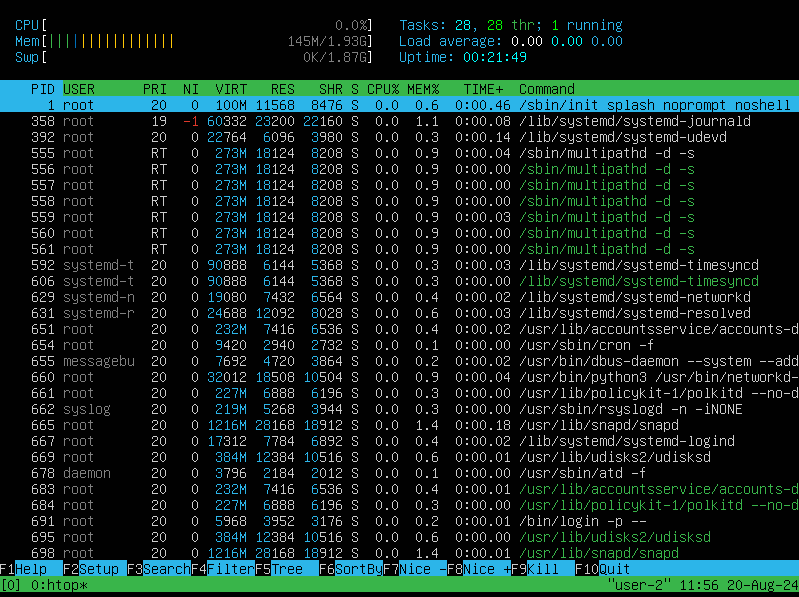 CPU[ 0.0%] Tasks: 28, 28 thr; 1 running
Mem[|||||||||||||||| 145M/1.93G] Load average: 0.00 0.00 0.00
Swp[ 0K/1.87G] Uptime: 00:21:49
PID USER PRI NI VIRT RES SHR S CPU% MEM% TIME+ Command
1 root 20 0 100M 11568 8476 S 0.0 0.6 0:00.46 /sbin/init splash noprompt noshell
358 root 19 -1 60332 23200 22160 S 0.0 1.1 0:00.08 /lib/systemd/systemd-journald
392 root 20 0 22764 6096 3980 S 0.0 0.3 0:00.14 /lib/systemd/systemd-udevd
555 root RT 0 273M 18124 8208 S 0.0 0.9 0:00.04 /sbin/multipathd -d -s
556 root RT 0 273M 18124 8208 S 0.0 0.9 0:00.00 /sbin/multipathd -d -s
557 root RT 0 273M 18124 8208 S 0.0 0.9 0:00.00 /sbin/multipathd -d -s
558 root RT 0 273M 18124 8208 S 0.0 0.9 0:00.00 /sbin/multipathd -d -s
559 root RT 0 273M 18124 8208 S 0.0 0.9 0:00.03 /sbin/multipathd -d -s
560 root RT 0 273M 18124 8208 S 0.0 0.9 0:00.00 /sbin/multipathd -d -s
561 root RT 0 273M 18124 8208 S 0.0 0.9 0:00.00 /sbin/multipathd -d -s
592 systemd-t 20 0 90888 6144 5368 S 0.0 0.3 0:00.03 /lib/systemd/systemd-timesyncd
606 systemd-t 20 0 90888 6144 5368 S 0.0 0.3 0:00.00 /lib/systemd/systemd-timesyncd
629 systemd-n 20 0 19080 7432 6564 S 0.0 0.4 0:00.02 /lib/systemd/systemd-networkd
631 systemd-r 20 0 24688 12092 8028 S 0.0 0.6 0:00.03 /lib/systemd/systemd-resolved
651 root 20 0 232M 7416 6536 S 0.0 0.4 0:00.02 /usr/lib/accountsservice/accounts-d
654 root 20 0 9420 2940 2732 S 0.0 0.1 0:00.00 /usr/sbin/cron -f
655 messagebu 20 0 7692 4720 3864 S 0.0 0.2 0:00.02 /usr/bin/dbus-daemon --system --add
660 root 20 0 32012 18508 10504 S 0.0 0.9 0:00.04 /usr/bin/python3 /usr/bin/networkd-
661 root 20 0 227M 6888 6196 S 0.0 0.3 0:00.01 /usr/lib/policykit-1/polkitd --no-d
662 syslog 20 0 219M 5268 3944 S 0.0 0.3 0:00.00 /usr/sbin/rsyslogd -n -iNONE
665 root 20 0 1216M 28168 18912 S 0.0 1.4 0:00.18 /usr/lib/snapd/snapd
667 root 20 0 17312 7784 6892 S 0.0 0.4 0:00.02 /lib/systemd/systemd-logind
669 root 20 0 384M 12384 10516 S 0.0 0.6 0:00.01 /usr/lib/udisks2/udisksd
678 daemon 20 0 3796 2184 2012 S 0.0 0.1 0:00.00 /usr/sbin/atd -f
683 root 20 0 232M 7416 6536 S 0.0 0.4 0:00.01 /usr/lib/accountsservice/accounts-d
684 root 20 0 227M 6888 6196 S 0.0 0.3 0:00.00 /usr/lib/policykit-1/polkitd --no-d
691 root 20 0 5968 3952 3176 S 0.0 0.2 0:00.01 /bin/login -p --
695 root 20 0 384M 12384 10516 S 0.0 0.6 0:00.00 /usr/lib/udisks2/udisksd
698 root 20 0 1216M 28168 18912 S 0.0 1.4 0:00.01 /usr/lib/snapd/snapd
F1Help F2Setup F3SearchF4FilterF5Tree F6SortByF7Nice -F8Nice +F9Kill F10Quit
[0] 0:htop* "user-2" 11:56 20-Aug-24